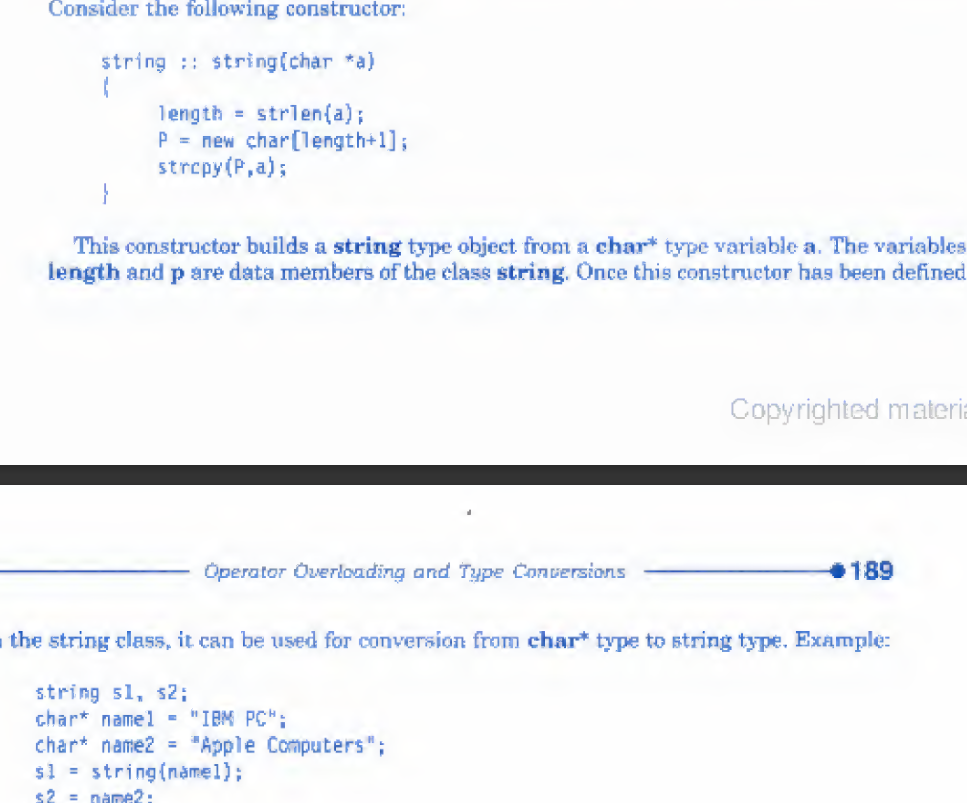 Consider the following constructor:
string :: string(char *a)
{
length = strlen(a);
P = new char[length+1];
strcpy(P,a);
}
This constructor builds a string type object from a char* type variable a. The variables
length and p are data members of the class string. Once this constructor has been defined
Copyrighted materia
Operator Overloading and Type Conversions 189
the string class, it can be used for conversion from char* type to string type. Example:
string s1, s2;
char* name1 = "IBM PC";
char* name2 = "Apple Computers";
s1 = string(name1);
s2 = name2;